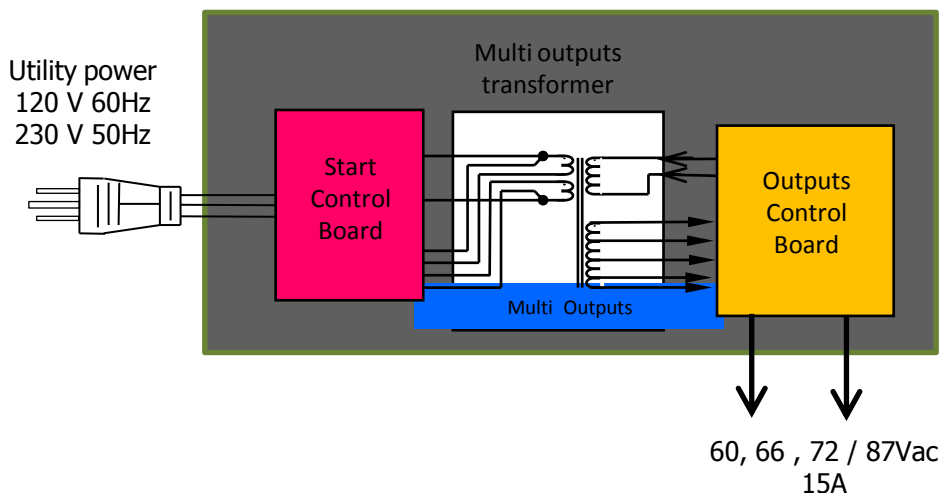 Utility power
120 V 60Hz
230 V 50Hz
Multi outputs
transformer
Start
Control
Board
Outputs
Control
Board
Multi Outputs
60, 66 , 72 / 87Vac
15A